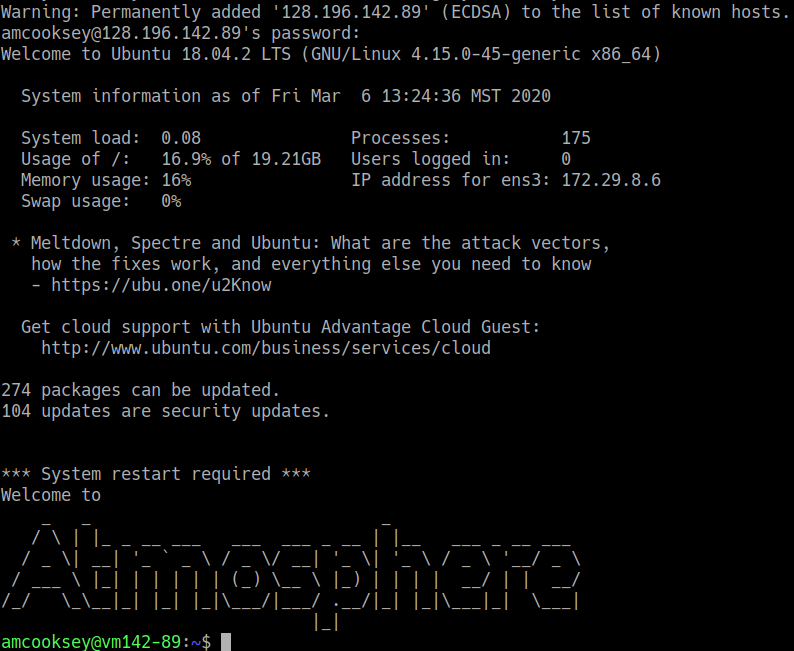 Warning: Permanently added '128.196.142.89' (ECDSA) to the list of known hosts.
amcooksey@128.196.142.89's password:
Welcome to Ubuntu 18.04.2 LTS (GNU/Linux 4.15.0-45-generic x86_64)
System information as of Fri Mar  6 13:24:36 MST 2020
System load:  0.08                Processes:           175
Usage of /:   16.9% of 19.21GB   Users logged in:     0
Memory usage: 16%                IP address for ens3: 172.29.8.6
Swap usage:   0%
* Meltdown, Spectre and Ubuntu: What are the attack vectors,
how the fixes work, and everything else you need to know
- https://ubu.one/u2Know
Get cloud support with Ubuntu Advantage Cloud Guest:
http://www.ubuntu.com/business/services/cloud
274 packages can be updated.
104 updates are security updates.
*** System restart required ***
Welcome to
Atmosphere
amcooksey@vm142-89:~$